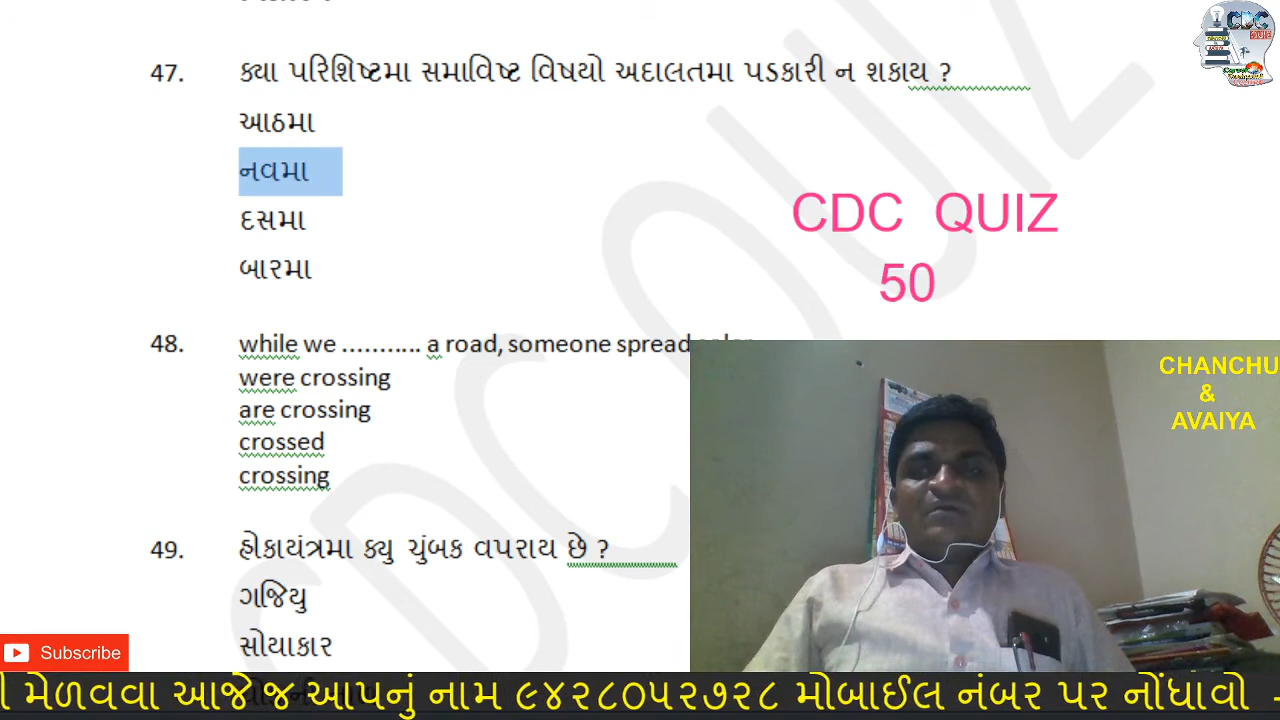 47. ક્યા પરિશિષ્ટમા સમાવિષ્ટ વિષયો અદાલતમા પડકારી ન શકાય ?
આઠમા
નવમા
દસમા
બારમા
48. while we ........... a road, someone spread
were crossing
are crossing
crossed
crossing
49. હોકાયંત્રમા ક્યુ ચુંબક વપરાય છે ?
ગજિયુ
સોયાકાર
CDC QUIZ
50
CDC
CHANCHU
&
AVAIYA
Subscribe
મેળવવા આજેજ આપનું નામ ૯૪૨૮૦૫૨૭૨૮ મોબાઈલ નંબર પર નોંધાવો